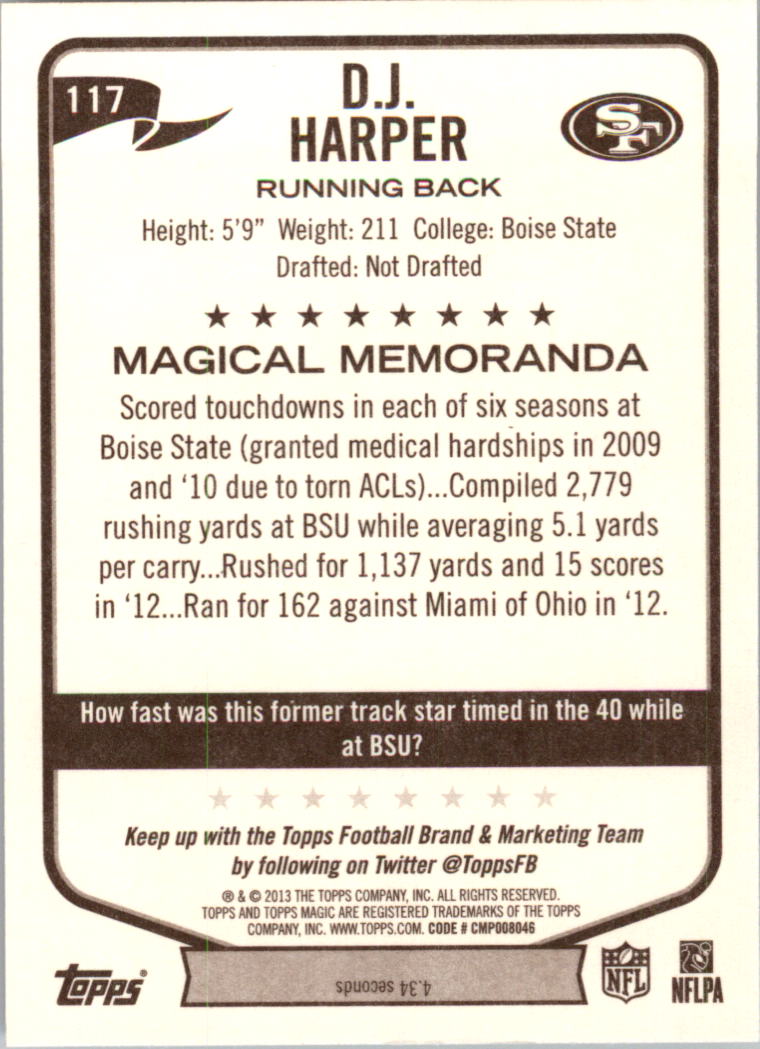 117
D.J.
HARPER
SF
RUNNING BACK
Height: 5'9" Weight: 211 College: Boise State
Drafted: Not Drafted
MAGICAL MEMORANDA
Scored touchdowns in each of six seasons at
Boise State (granted medical hardships in 2009
and '10 due to torn ACLs)...Compiled 2,779
rushing yards at BSU while averaging 5.1 yards
per carry...Rushed for 1,137 yards and 15 scores
in '12...Ran for 162 against Miami of Ohio in '12.
How fast was this former track star timed in the 40 while
at BSU?
Keep up with the Topps Football Brand & Marketing Team
by following on Twitter @ToppsFB
® & © 2013 THE TOPPS COMPANY, INC. ALL RIGHTS RESERVED.
TOPPS AND TOPPS MAGIC ARE REGISTERED TRADEMARKS OF THE TOPPS
COMPANY, INC. WWW.TOPPS.COM. CODE # CMP008046
topps®
4.34 seconds
NFL
NFLPA